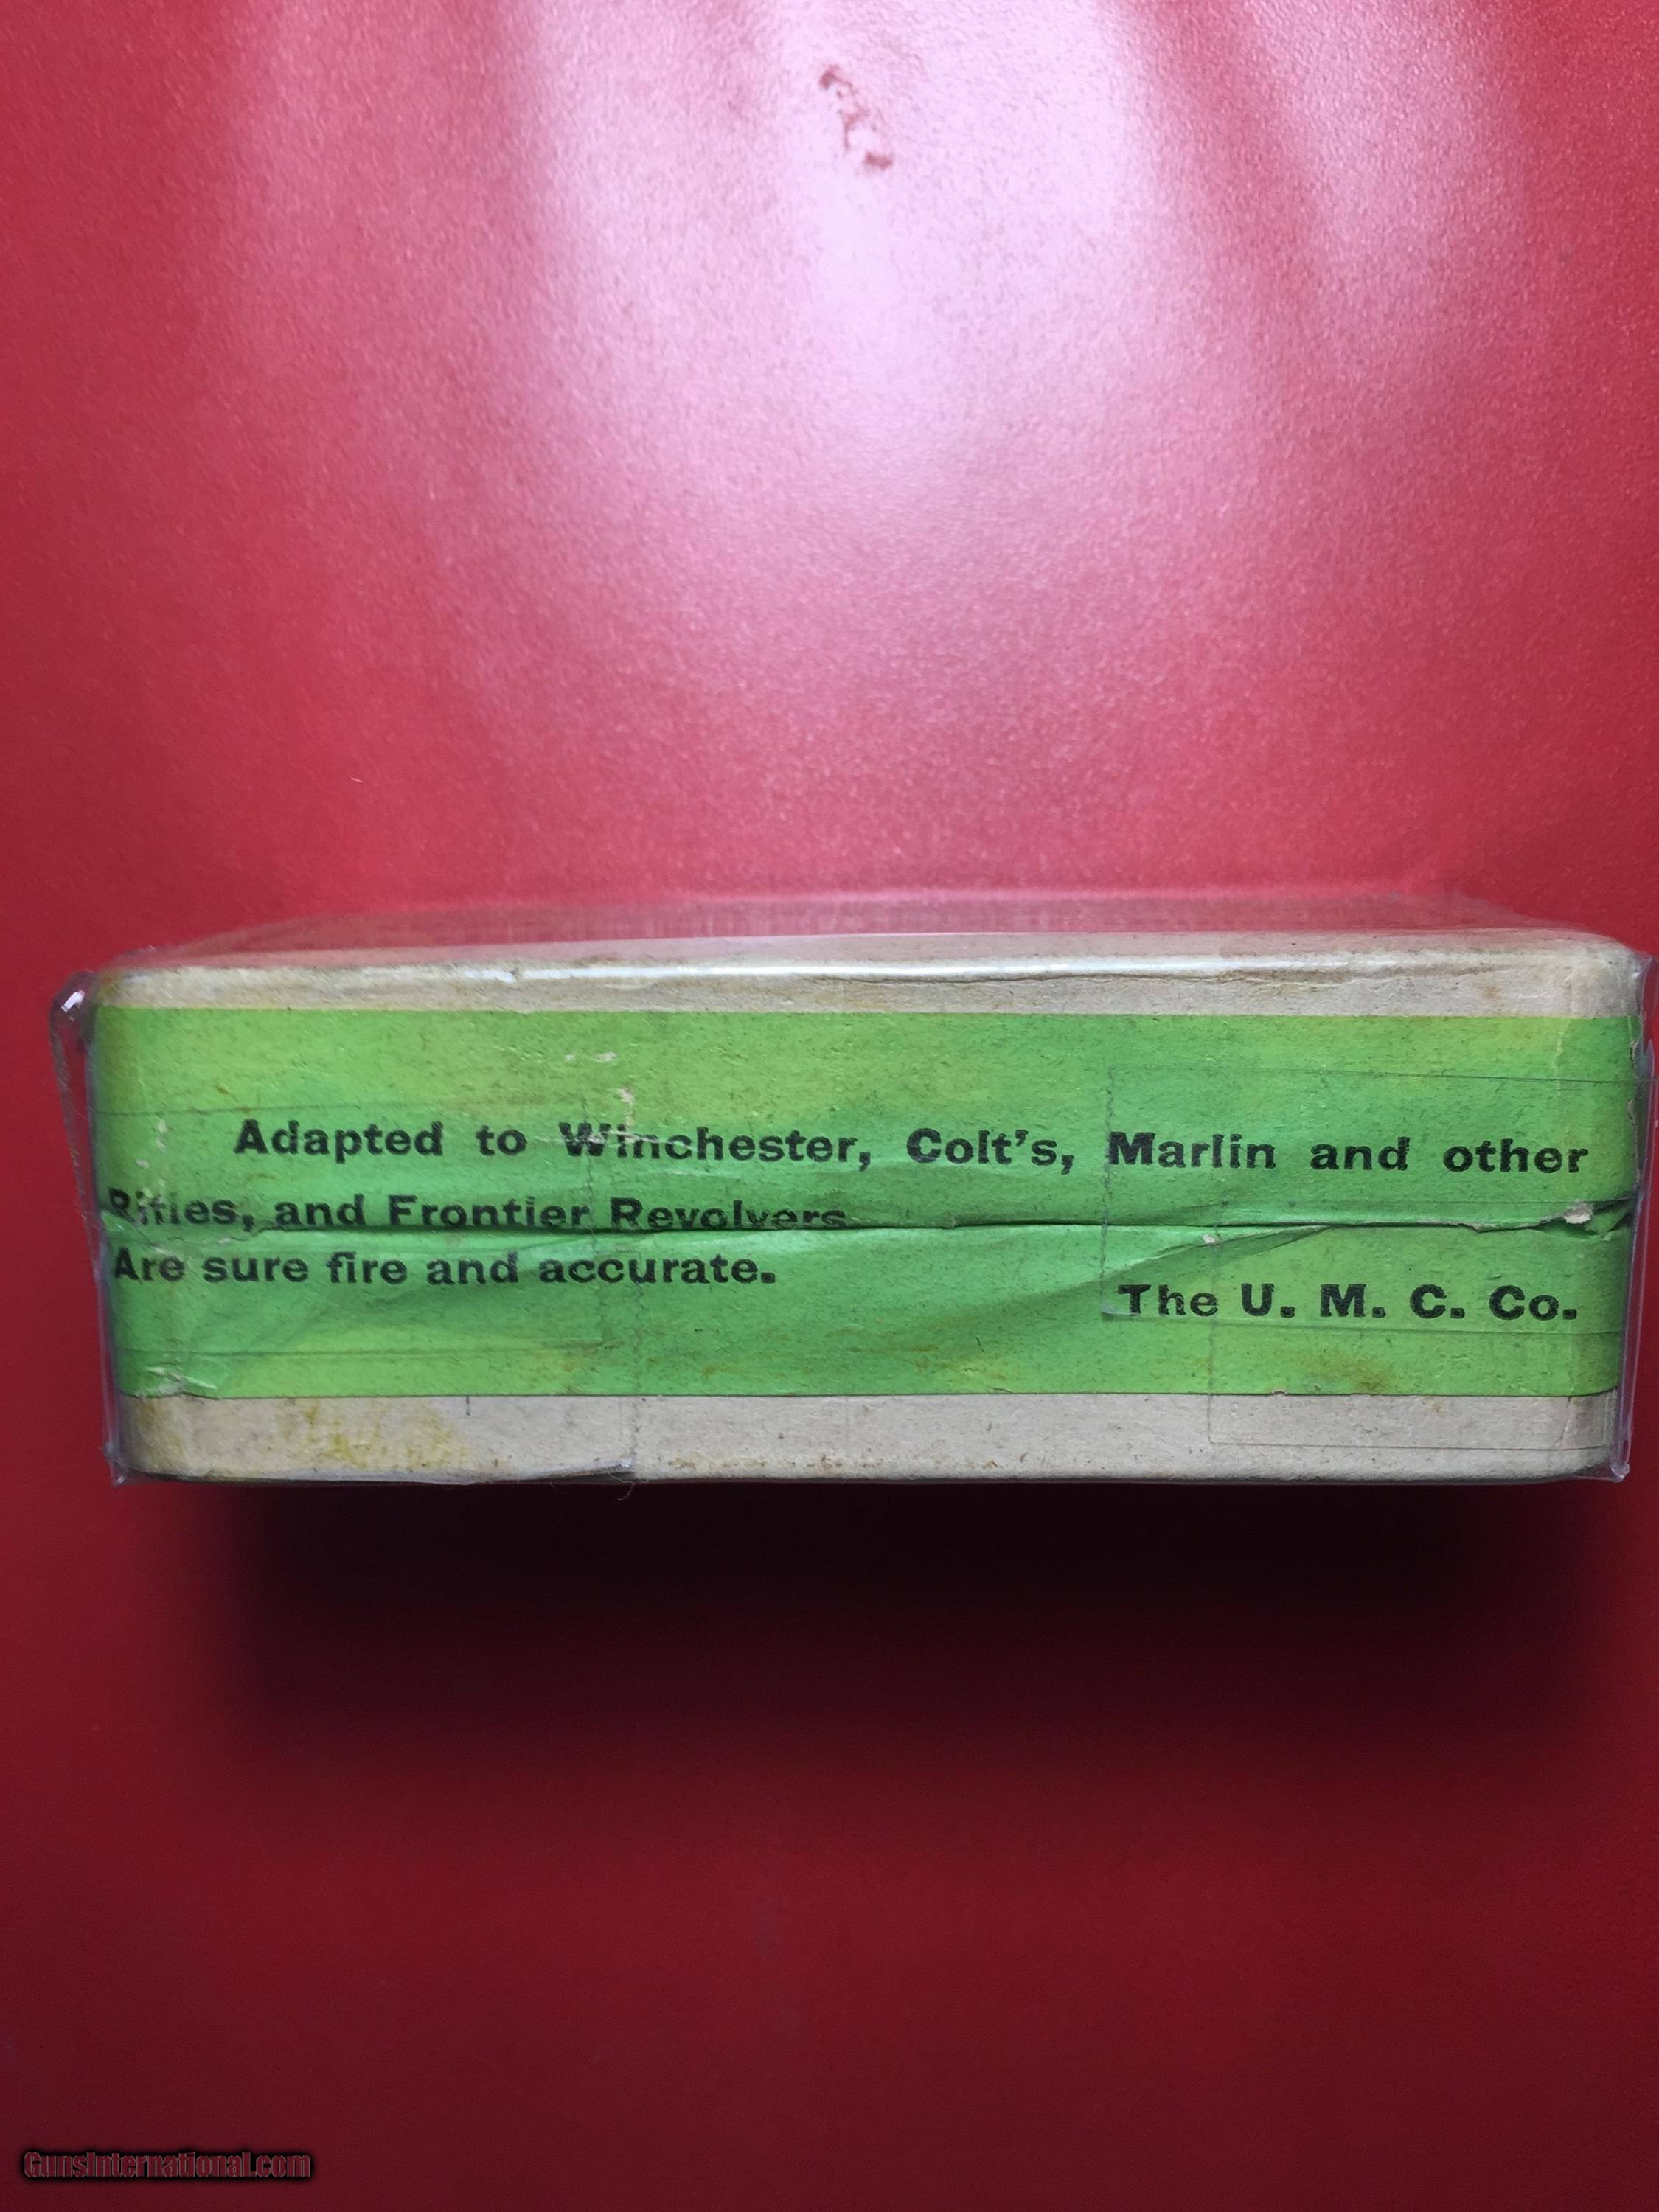 Adapted to Winchester, Colt's, Marlin and other
Rifles, and Frontier Revolvers
Are sure fire and accurate.
The U. M. C. Co.
GunsInternational.com